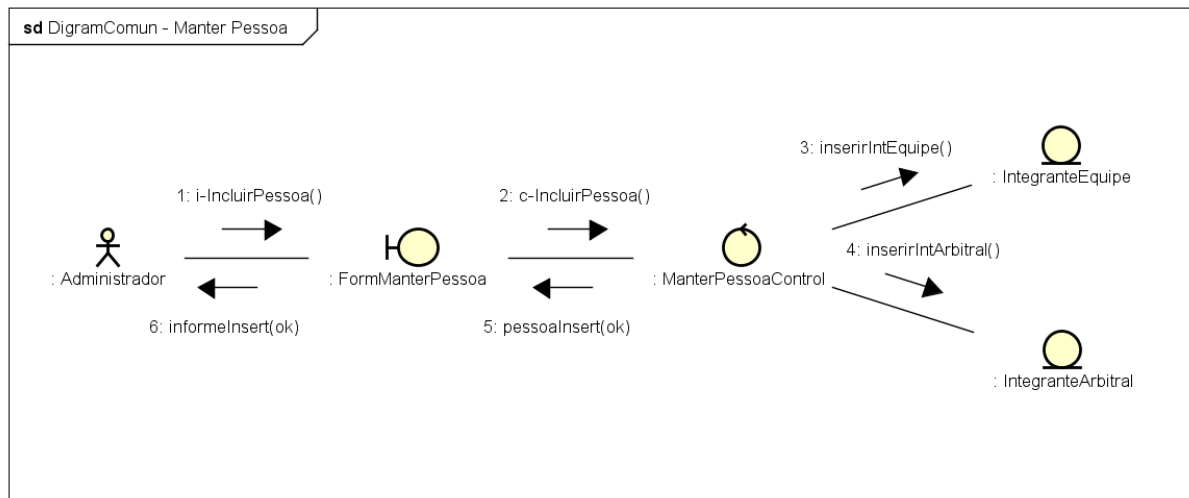 sd DigramComun - Manter Pessoa
3: inserirIntEquipe()
: IntegranteEquipe
1: i-IncluirPessoa()
2: c-IncluirPessoa()
4: inserirIntArbitral()
: Administrador
: FormManterPessoa
: ManterPessoaControl
6: informeInsert(ok)
5: pessoaInsert(ok)
: IntegranteArbitral